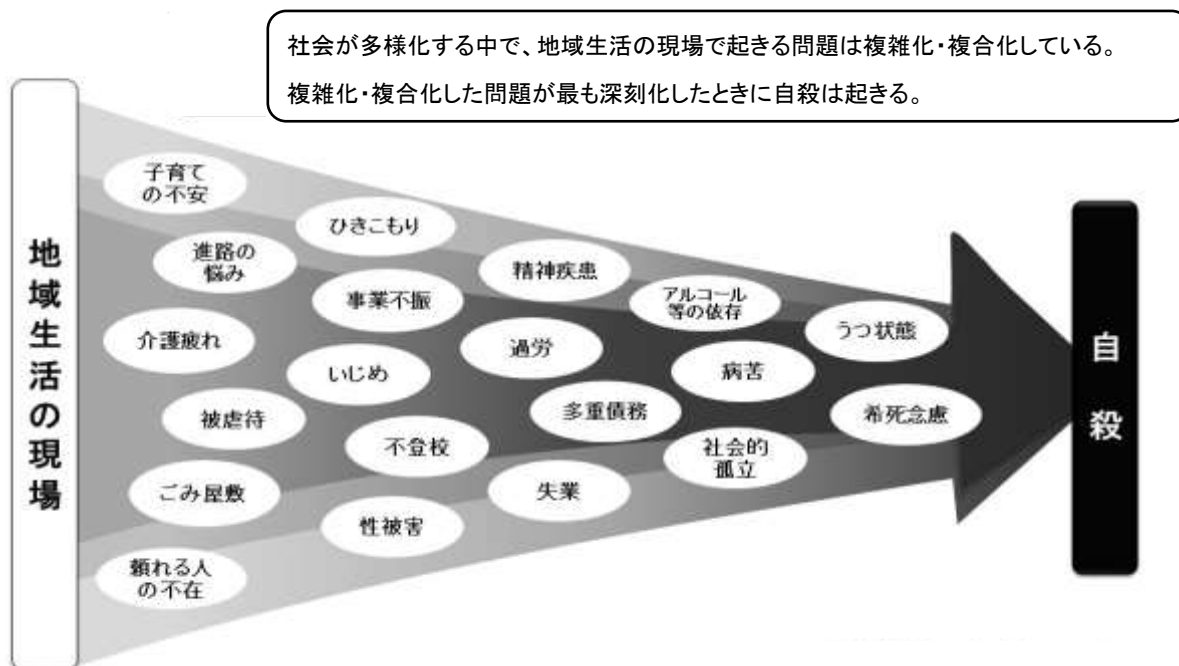 社会が多様化する中で、地域生活の現場で起きる問題は複雑化・複合化している。
複雑化・複合化した問題が最も深刻化したときに自殺は起きる。
地域生活の現場
子育て
の不安
進路の
悩み
介護疲れ
被虐待
ごみ屋敷
頼れる人
の不在
ひきこもり
事業不振
いじめ
不登校
性被害
精神疾患
過労
多重債務
失業
アルコール
等の依存
病苦
社会的
孤立
うつ状態
希死念慮
自殺